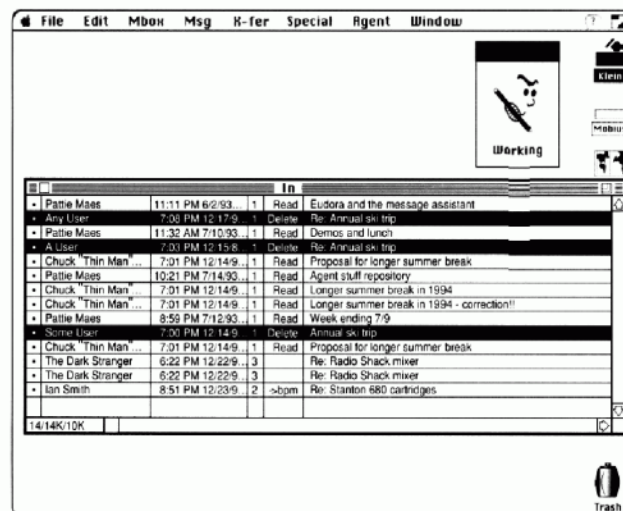 File Edit Mbox Msg X-fer Special Agent Window
Klein
Mobius
Working
In
• Pattie Maes 11:11 PM 6/2/93... 1 Read Eudora and the message assistant
• Any User 7:08 PM 12:17:9... 1 Delete Re: Annual ski trip
• Pattie Maes 11:32 AM 7/10/93... 1 Read Demos and lunch
• A User 7:03 PM 12:15:8... 1 Delete Re: Annual ski trip
• Chuck "Thin Man"... 7:01 PM 12/14/9... 1 Read Proposal for longer summer break
• Pattie Maes 10:21 PM 7/14/93... 1 Read Agent stuff repository
• Chuck "Thin Man"... 7:01 PM 12/14/9... 1 Read Longer summer break in 1994
• Chuck "Thin Man"... 7:01 PM 12/14/9... 1 Read Longer summer break in 1994 - correction!!
• Pattie Maes 8:59 PM 7/12/93... 1 Read Week ending 7/9
• Some User 7:00 PM 12:14:9... 1 Delete Annual ski trip
• Chuck "Thin Man"... 7:01 PM 12/14/9... 1 Read Proposal for longer summer break
• The Dark Stranger 6:22 PM 12/22/9... 3 Re: Radio Shack mixer
• The Dark Stranger 6:22 PM 12/22/9... 3 Re: Radio Shack mixer
• Ian Smith 8:51 PM 12/23/9... 2 ->bpm Re: Stanton 680 cartridges
14/14K/10K
Trash